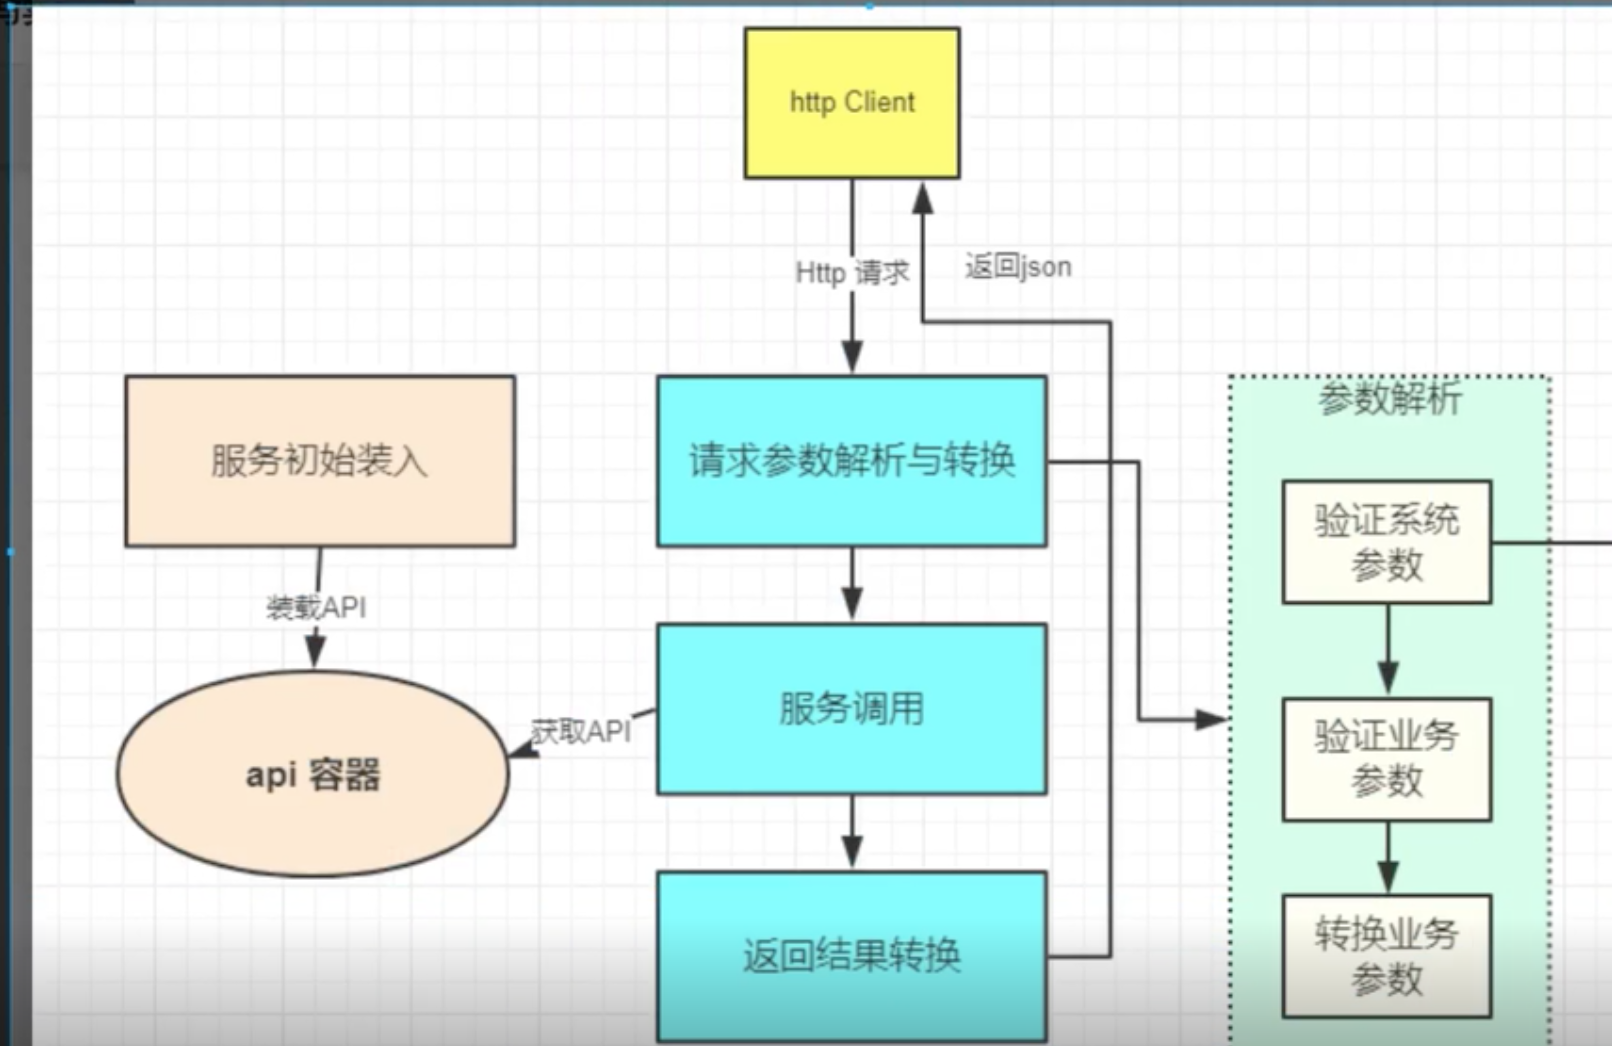 http Client
Http 请求
返回json
服务初始装入
请求参数解析与转换
参数解析
验证系统
参数
装载API
服务调用
获取API
验证业务
参数
api 容器
返回结果转换
转换业务
参数